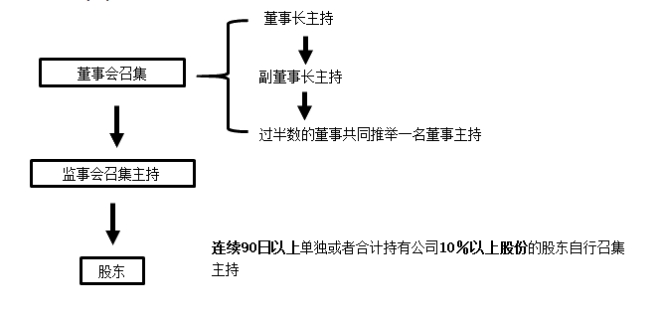 董事长主持
董事会召集
副董事长主持
过半数的董事共同推举一名董事主持
监事会召集主持
连续90日以上单独或者合计持有公司10%以上股份的股东自行召集
主持
股东